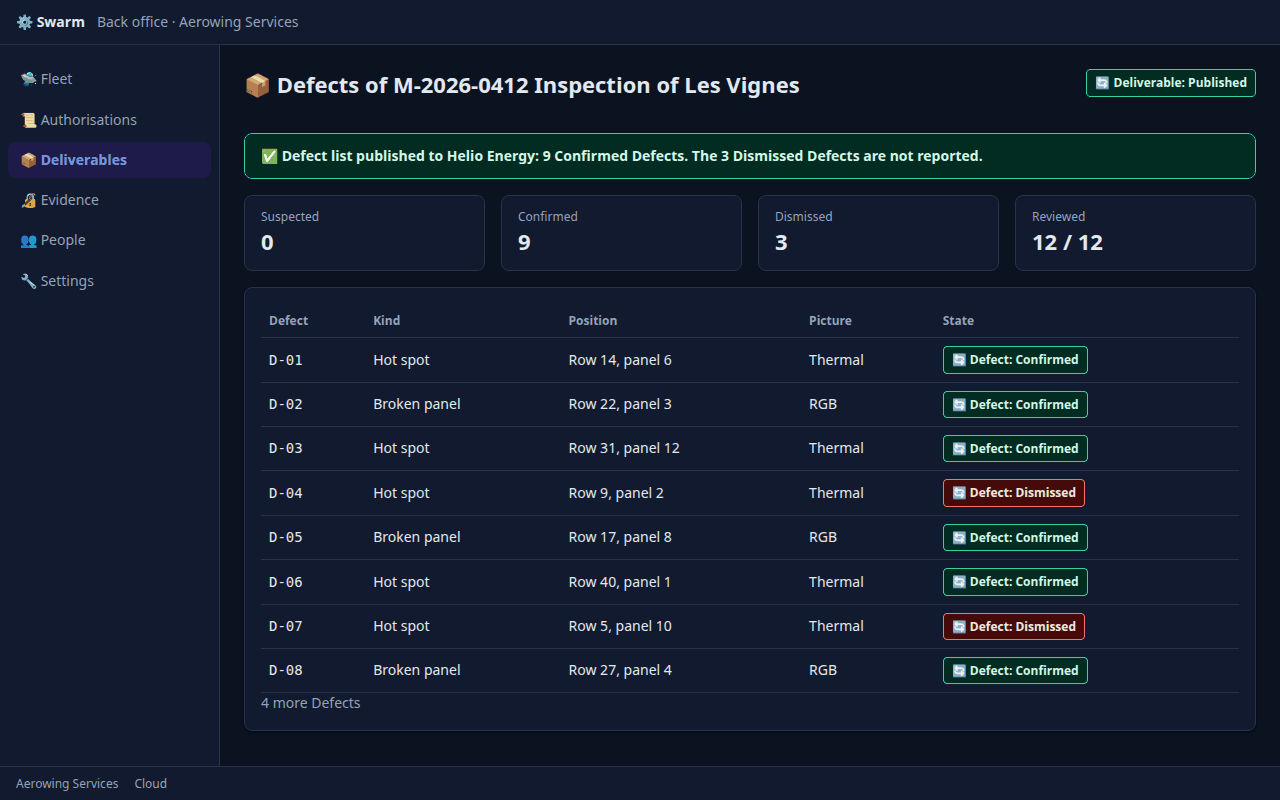 Swarm Back office · Aerowing Services
Fleet
Authorisations
Deliverables
Evidence
People
Settings
Defects of M-2026-0412 Inspection of Les Vignes
Deliverable: Published
Defect list published to Helio Energy: 9 Confirmed Defects. The 3 Dismissed Defects are not reported.
Suspected
0
Confirmed
9
Dismissed
3
Reviewed
12 / 12
Defect Kind Position Picture State
D-01 Hot spot Row 14, panel 6 Thermal Defect: Confirmed
D-02 Broken panel Row 22, panel 3 RGB Defect: Confirmed
D-03 Hot spot Row 31, panel 12 Thermal Defect: Confirmed
D-04 Hot spot Row 9, panel 2 Thermal Defect: Dismissed
D-05 Broken panel Row 17, panel 8 RGB Defect: Confirmed
D-06 Hot spot Row 40, panel 1 Thermal Defect: Confirmed
D-07 Hot spot Row 5, panel 10 Thermal Defect: Dismissed
D-08 Broken panel Row 27, panel 4 RGB Defect: Confirmed
4 more Defects
Aerowing Services Cloud